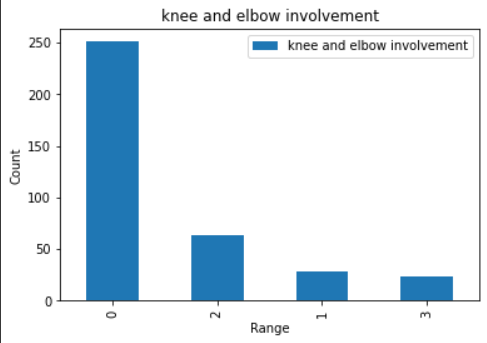 knee and elbow involvement
knee and elbow involvement
250
200
150
100
50
0
Count
0 2 1 3
Range